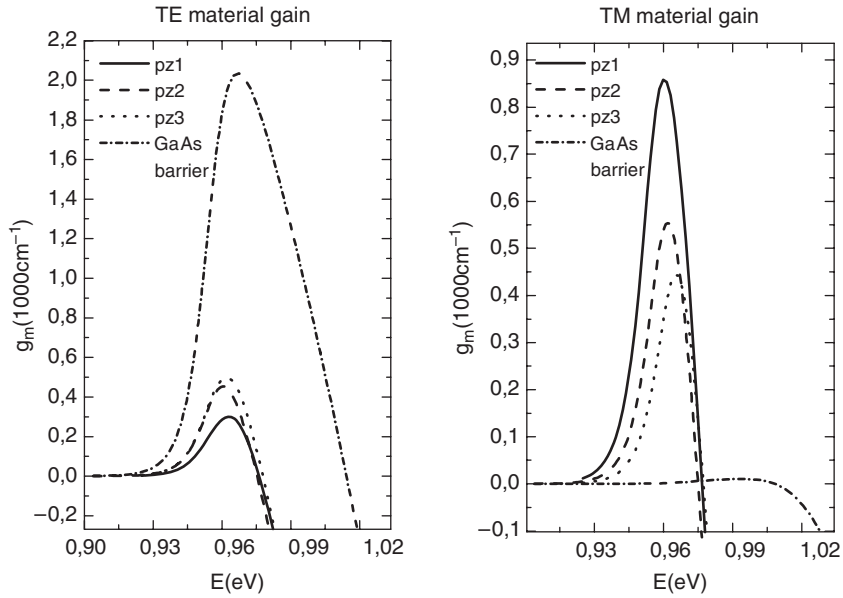 TE material gain
2,2
2,0
1,8
1,6
1,4
1,2
1,0
0,8
0,6
0,4
0,2
0,0
−0,2
g_m(1000cm⁻¹)
pz1
pz2
pz3
GaAs
barrier
0,90 0,93 0,96 0,99 1,02
E(eV)
TM material gain
0,9
0,8
0,7
0,6
0,5
0,4
0,3
0,2
0,1
0,0
−0,1
g_m(1000cm⁻¹)
pz1
pz2
pz3
GaAs
barrier
0,93 0,96 0,99 1,02
E(eV)